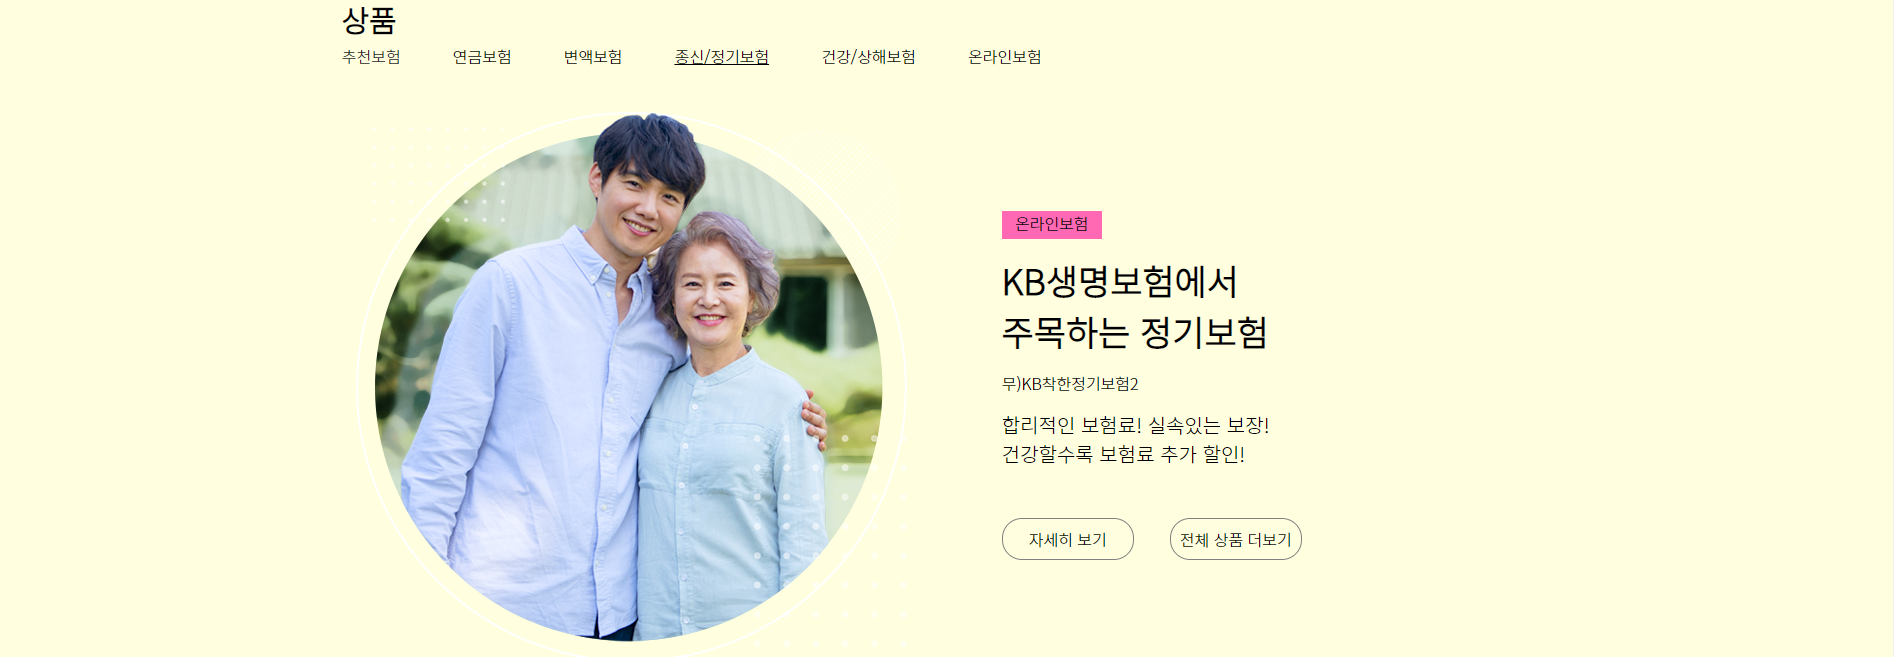 상품
추천보험 연금보험 변액보험 종신/정기보험 건강/상해보험 온라인보험
온라인보험
KB생명보험에서
주목하는 정기보험
무)KB착한정기보험2
합리적인 보험료! 실속있는 보장!
건강할수록 보험료 추가 할인!
자세히 보기 전체 상품 더보기